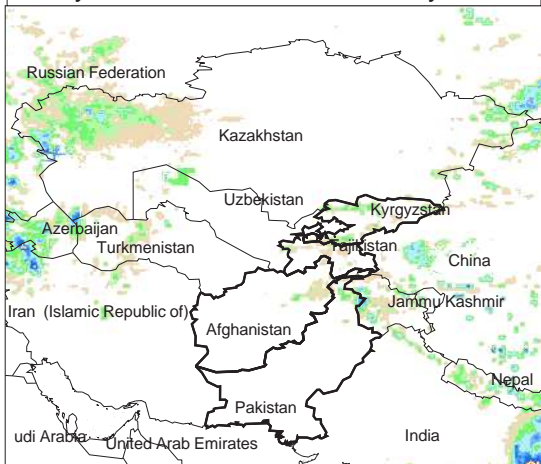 Russian Federation
Kazakhstan
Uzbekistan
Kyrgyzstan
Azerbaijan
Turkmenistan
Tajikistan
China
Iran (Islamic Republic of)
Jammu/Kashmir
Afghanistan
Nepal
Pakistan
udi Arabia
United Arab Emirates
India